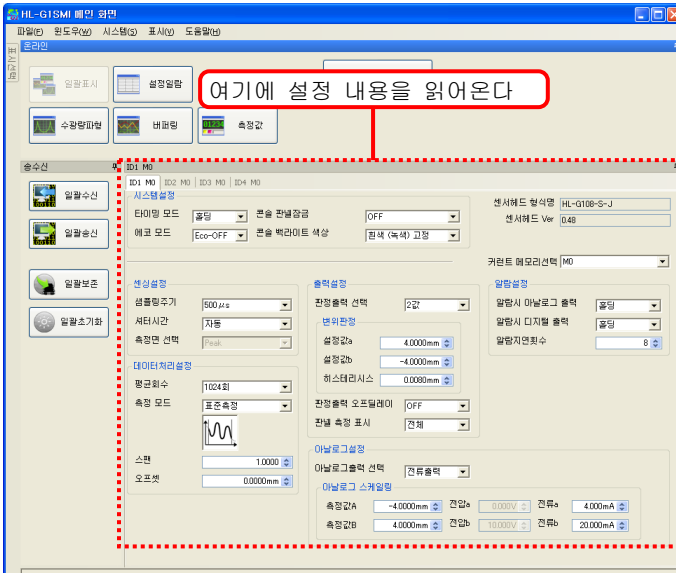 HL-G1SMI 메인 화면
파일(F) 윈도우(W) 시스템(S) 표시(V) 도움말(H)
표시선택
온라인
일괄표시 설정일람
여기에 설정 내용을 읽어온다
수광량파형 버퍼링 측정값
송수신
일괄수신
일괄송신
일괄보존
일괄초기화
ID1 M0
ID1 M0 ID2 M0 ID3 M0 ID4 M0
시스템설정
타이밍 모드 홀딩 콘솔 판넬잠금 OFF
에코 모드 Eco-OFF 콘솔 백라이트 색상 흰색 (녹색) 고정
센서헤드 형식명 HL-G108-S-J
센서헤드 Ver 0.48
커런트 메모리선택 M0
센싱설정
샘플링주기 500μs
셔터시간 자동
측정면 선택 Peak
데이터처리설정
평균회수 1024회
측정 모드 표준측정
스팬 1.0000
오프셋 0.0000mm
출력설정
판정출력 선택 2값
변위판정
설정값a 4.0000mm
설정값b -4.0000mm
히스테리시스 0.0080mm
판정출력 오프딜레이 OFF
판낼 측정 표시 전체
알람설정
알람시 아날로그 출력 홀딩
알람시 디지털 출력 홀딩
알람지연횟수 8
아날로그설정
아날로그출력 선택 전류출력
아날로그 스케일링
측정값A -4.0000mm 전압a 0.000V 전류a 4.000mA
측정값B 4.0000mm 전압b 10.000V 전류b 20.000mA